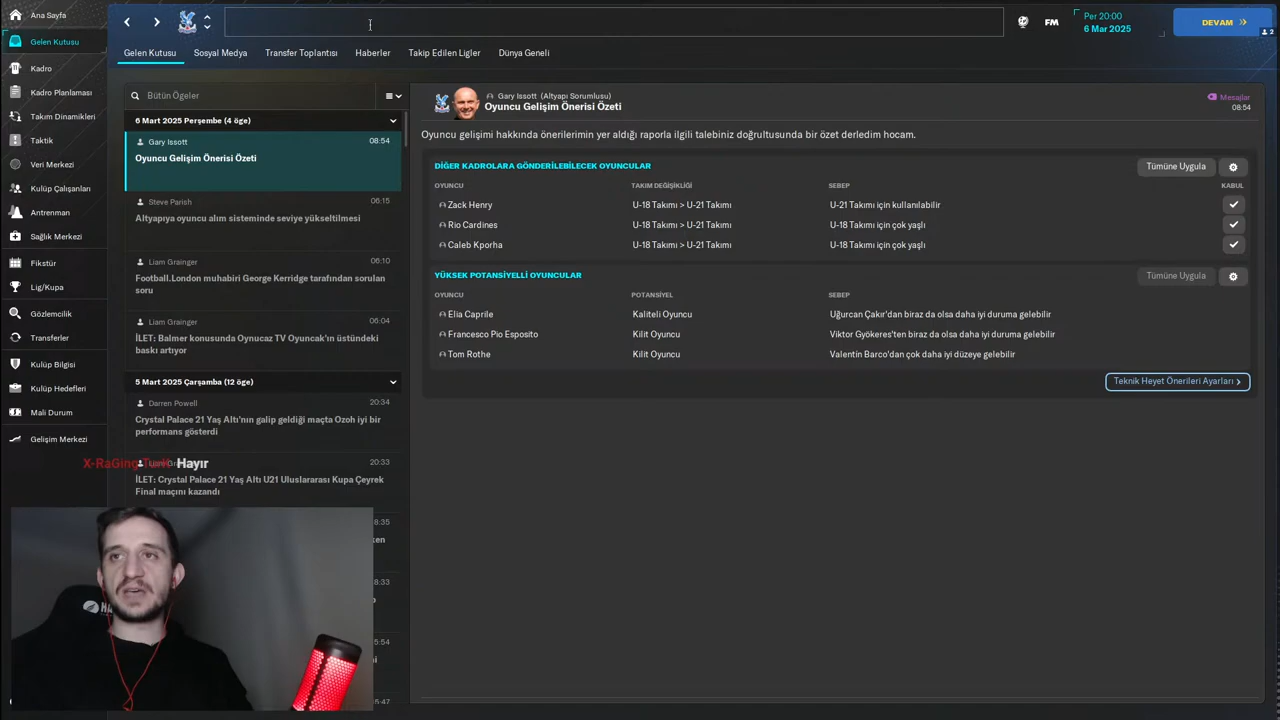 Ana Sayfa
Gelen Kutusu
Kadro
Kadro Planlaması
Takım Dinamikleri
Taktik
Veri Merkezi
Kulüp Çalışanları
Antrenman
Sağlık Merkezi
Fikstür
Lig/Kupa
Gözlemcilik
Transferler
Kulüp Bilgisi
Kulüp Hedefleri
Mali Durum
Gelişim Merkezi
FM
Per 20:00
6 Mar 2025
DEVAM
2
Gelen Kutusu
Sosyal Medya
Transfer Toplantısı
Haberler
Takip Edilen Ligler
Dünya Geneli
Bütün Ögeler
6 Mart 2025 Perşembe (4 öge)
Gary Issott 08:54
Oyuncu Gelişim Önerisi Özeti
Steve Parish 06:15
Altyapıya oyuncu alım sisteminde seviye yükseltilmesi
Liam Grainger 06:10
Football.London muhabiri George Kerridge tarafından sorulan
soru
Liam Grainger 06:04
İLET: Balmer konusunda Oynucaz TV Oyuncak'ın üstündeki
baskı artıyor
5 Mart 2025 Çarşamba (12 öge)
Darren Powell 20:34
Crystal Palace 21 Yaş Altı'nın galip geldiği maçta Ozoh iyi bir
performans gösterdi
X-RaGing Hayır
20:33
İLET: Crystal Palace 21 Yaş Altı U21 Uluslararası Kupa Çeyrek
Final maçını kazandı
Gary Issott (Altyapı Sorumlusu)
Oyuncu Gelişim Önerisi Özeti
Mesajlar
08:54
Oyuncu gelişimi hakkında önerilerimin yer aldığı raporla ilgili talebiniz doğrultusunda bir özet derledim hocam.
DİĞER KADROLARA GÖNDERİLEBİLECEK OYUNCULAR
Tümüne Uygula
OYUNCU TAKIM DEĞİŞİKLİĞİ SEBEP KABUL
Zack Henry U-18 Takımı > U-21 Takımı U-21 Takımı için kullanılabilir
Rio Cardines U-18 Takımı > U-21 Takımı U-18 Takımı için çok yaşlı
Caleb Kporha U-18 Takımı > U-21 Takımı U-18 Takımı için çok yaşlı
YÜKSEK POTANSİYELLİ OYUNCULAR
Tümüne Uygula
OYUNCU POTANSİYEL SEBEP
Elia Caprile Kaliteli Oyuncu Uğurcan Çakır'dan biraz da olsa daha iyi duruma gelebilir
Francesco Pio Esposito Kilit Oyuncu Viktor Gyökeres'ten biraz da olsa daha iyi duruma gelebilir
Tom Rothe Kilit Oyuncu Valentín Barco'dan çok daha iyi düzeye gelebilir
Teknik Heyet Önerileri Ayarları